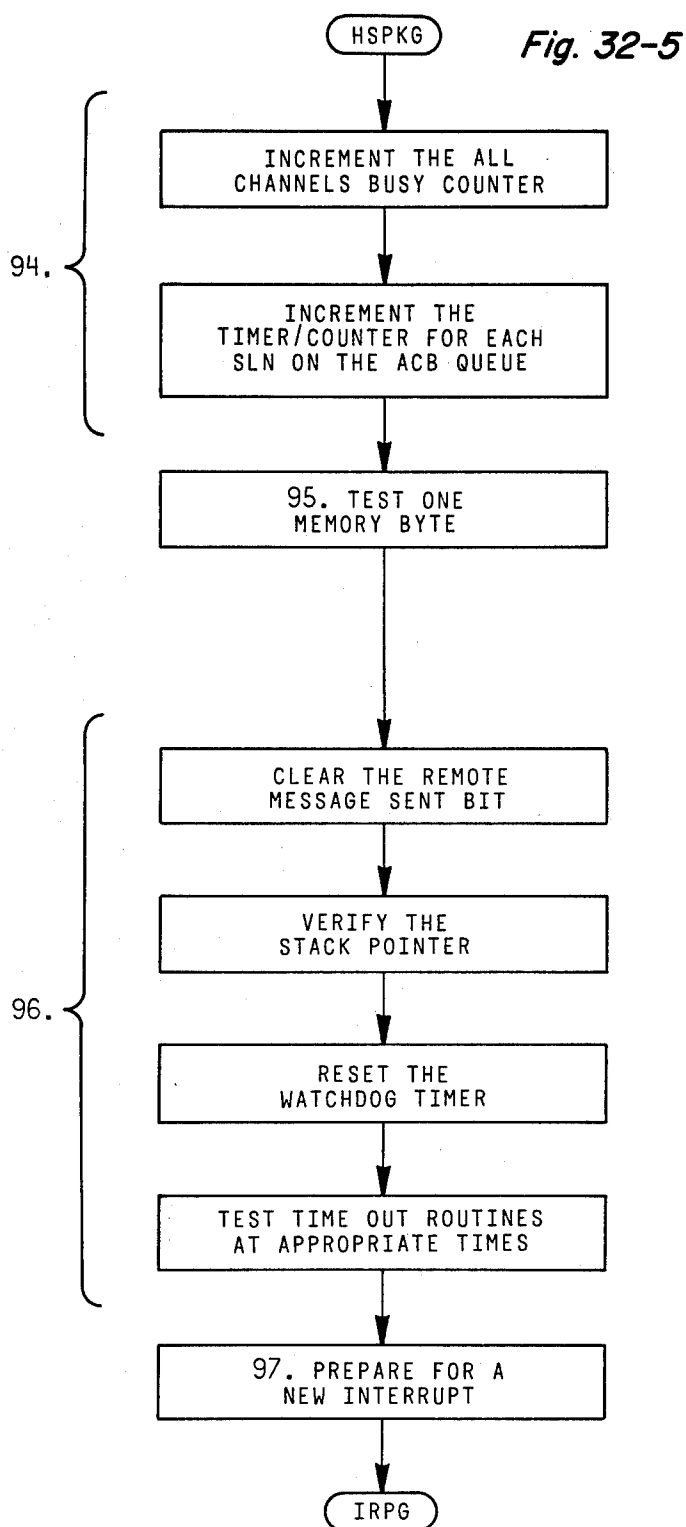 HSPKG
Fig. 32-5
94.
INCREMENT THE ALL
CHANNELS BUSY COUNTER
INCREMENT THE
TIMER/COUNTER FOR EACH
SLN ON THE ACB QUEUE
95. TEST ONE
MEMORY BYTE
96.
CLEAR THE REMOTE
MESSAGE SENT BIT
VERIFY THE
STACK POINTER
RESET THE
WATCHDOG TIMER
TEST TIME OUT ROUTINES
AT APPROPRIATE TIMES
97. PREPARE FOR A
NEW INTERRUPT
IRPG